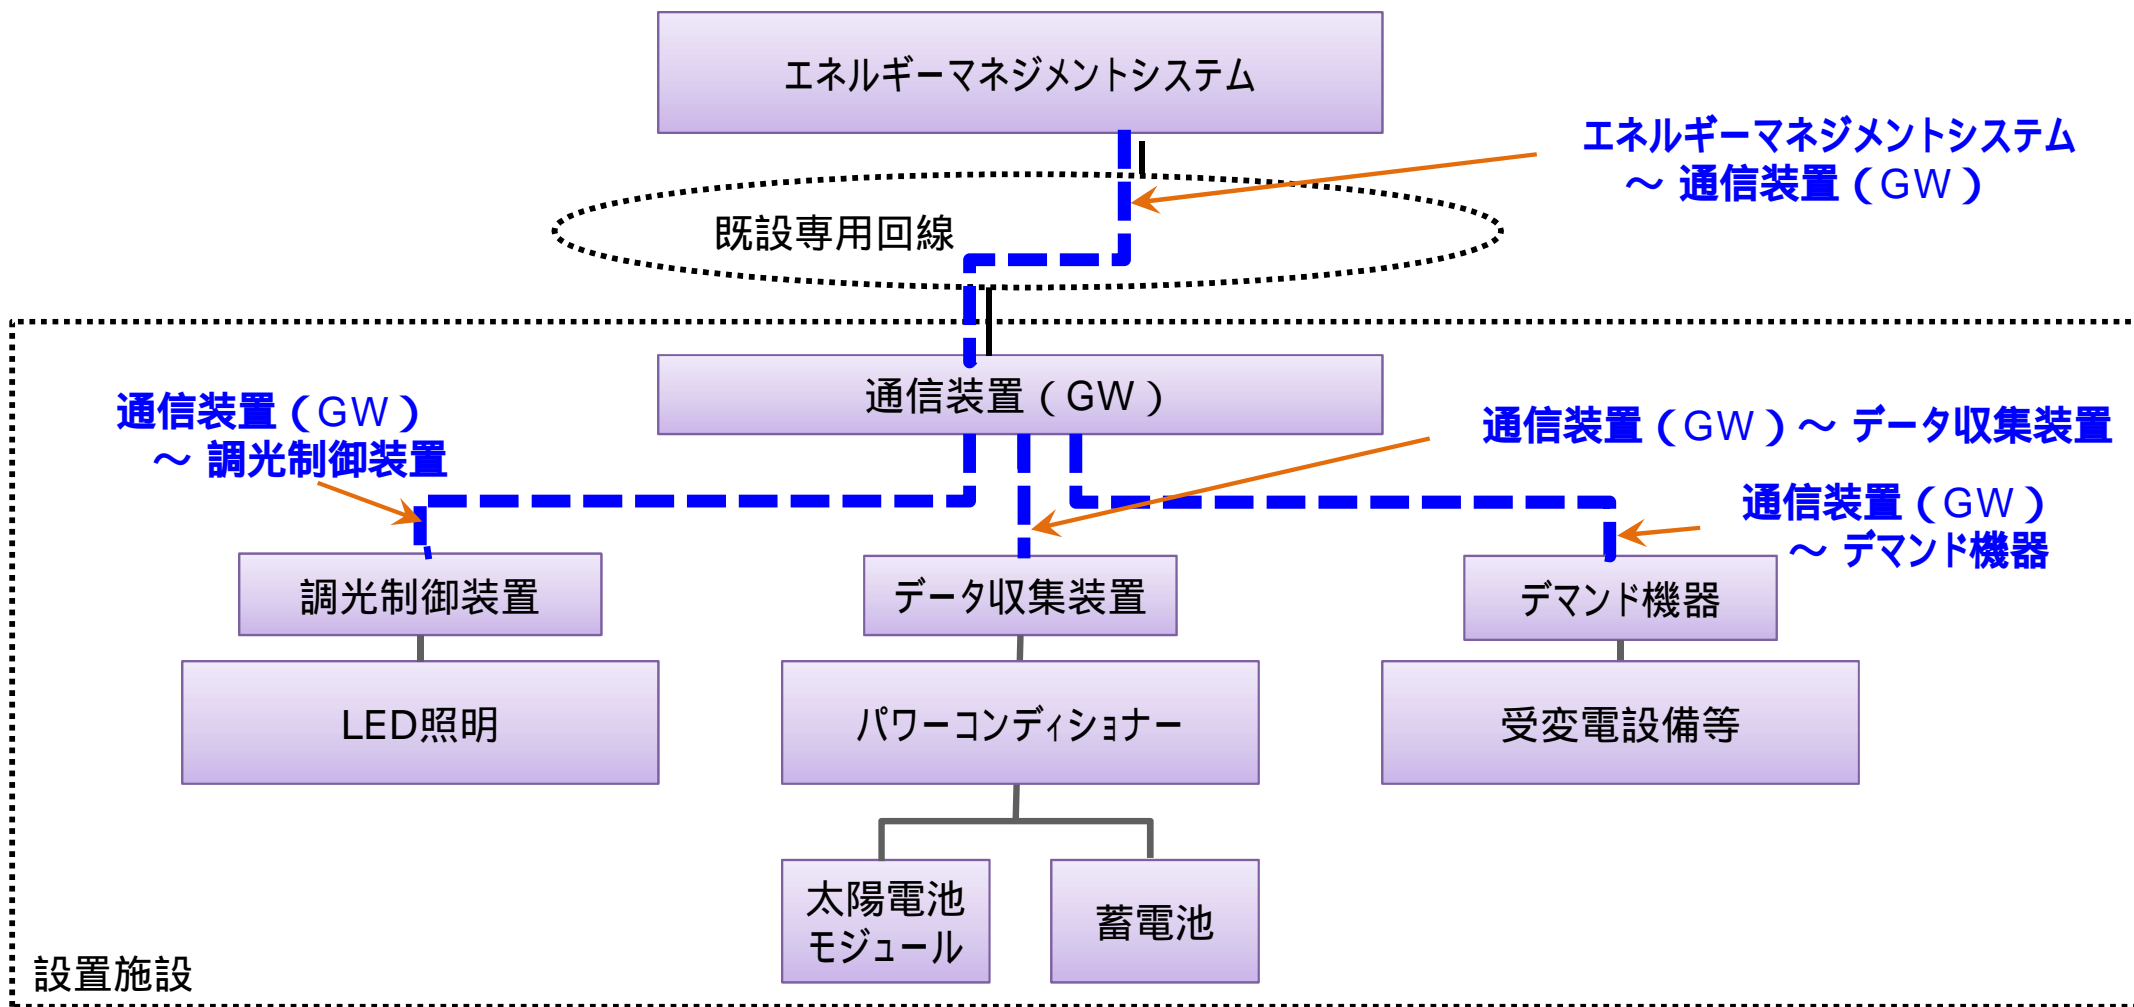 エネルギーマネジメントシステム
エネルギーマネジメントシステム
～ 通信装置（GW）
既設専用回線
通信装置（GW）
通信装置（GW）
～ 調光制御装置
通信装置（GW）～ データ収集装置
通信装置（GW）
～ デマンド機器
調光制御装置
データ収集装置
デマンド機器
LED照明
パワーコンディショナー
受変電設備等
太陽電池
モジュール
蓄電池
設置施設